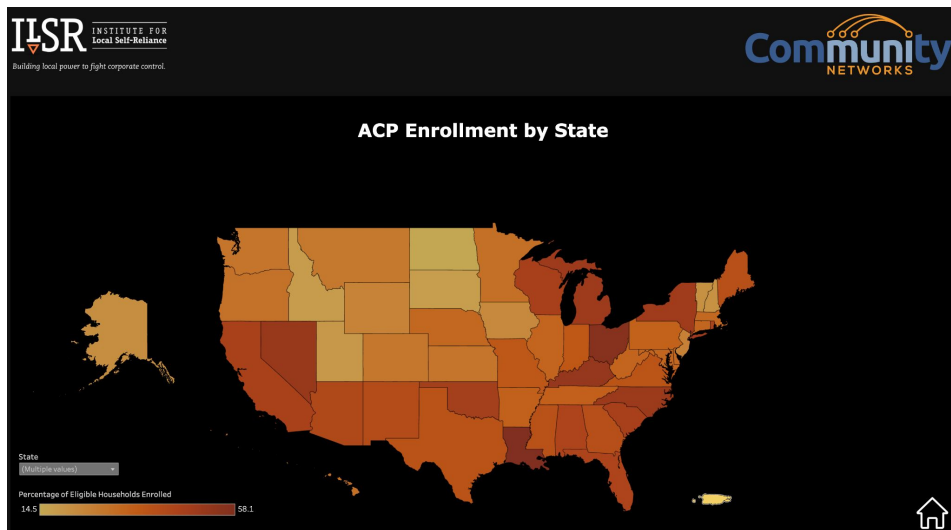 ILSR
INSTITUTE FOR
Local Self-Reliance
Building local power to fight corporate control.
Community
NETWORKS
ACP Enrollment by State
State
(Multiple values)
Percentage of Eligible Households Enrolled
14.5
58.1